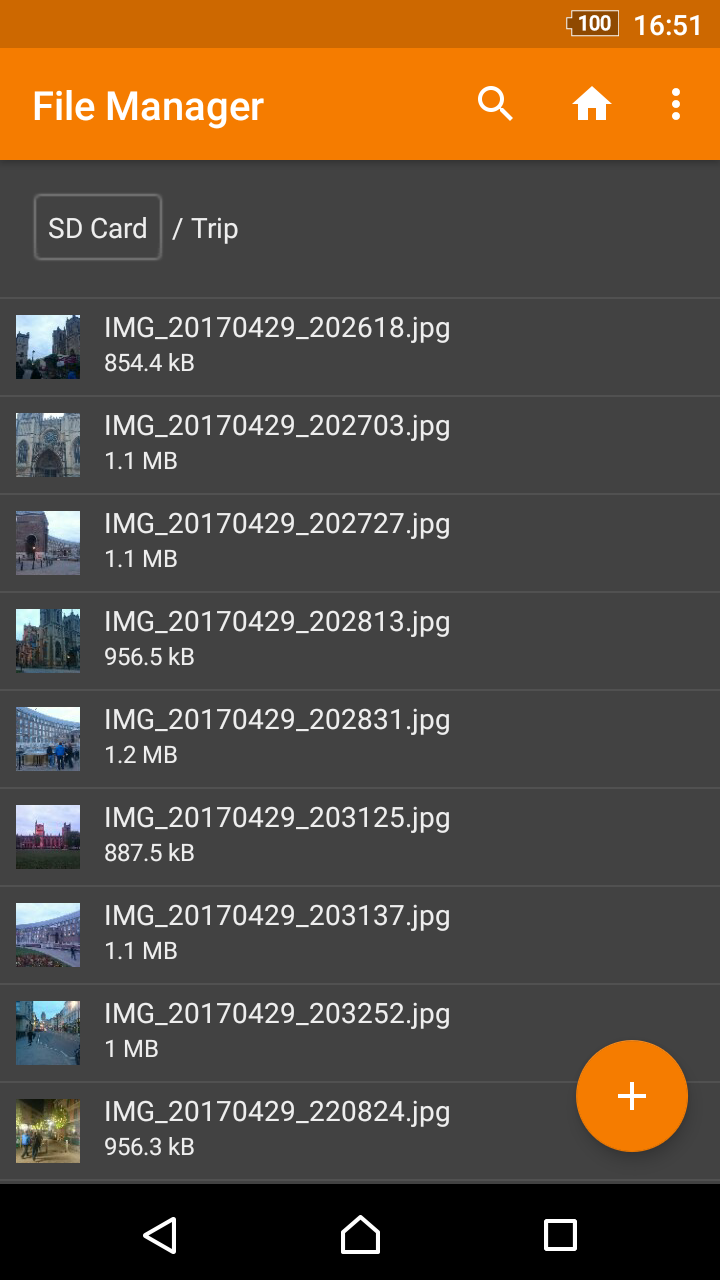 100 16:51
File Manager
SD Card / Trip
IMG_20170429_202618.jpg
854.4 kB
IMG_20170429_202703.jpg
1.1 MB
IMG_20170429_202727.jpg
1.1 MB
IMG_20170429_202813.jpg
956.5 kB
IMG_20170429_202831.jpg
1.2 MB
IMG_20170429_203125.jpg
887.5 kB
IMG_20170429_203137.jpg
1.1 MB
IMG_20170429_203252.jpg
1 MB
IMG_20170429_220824.jpg
956.3 kB